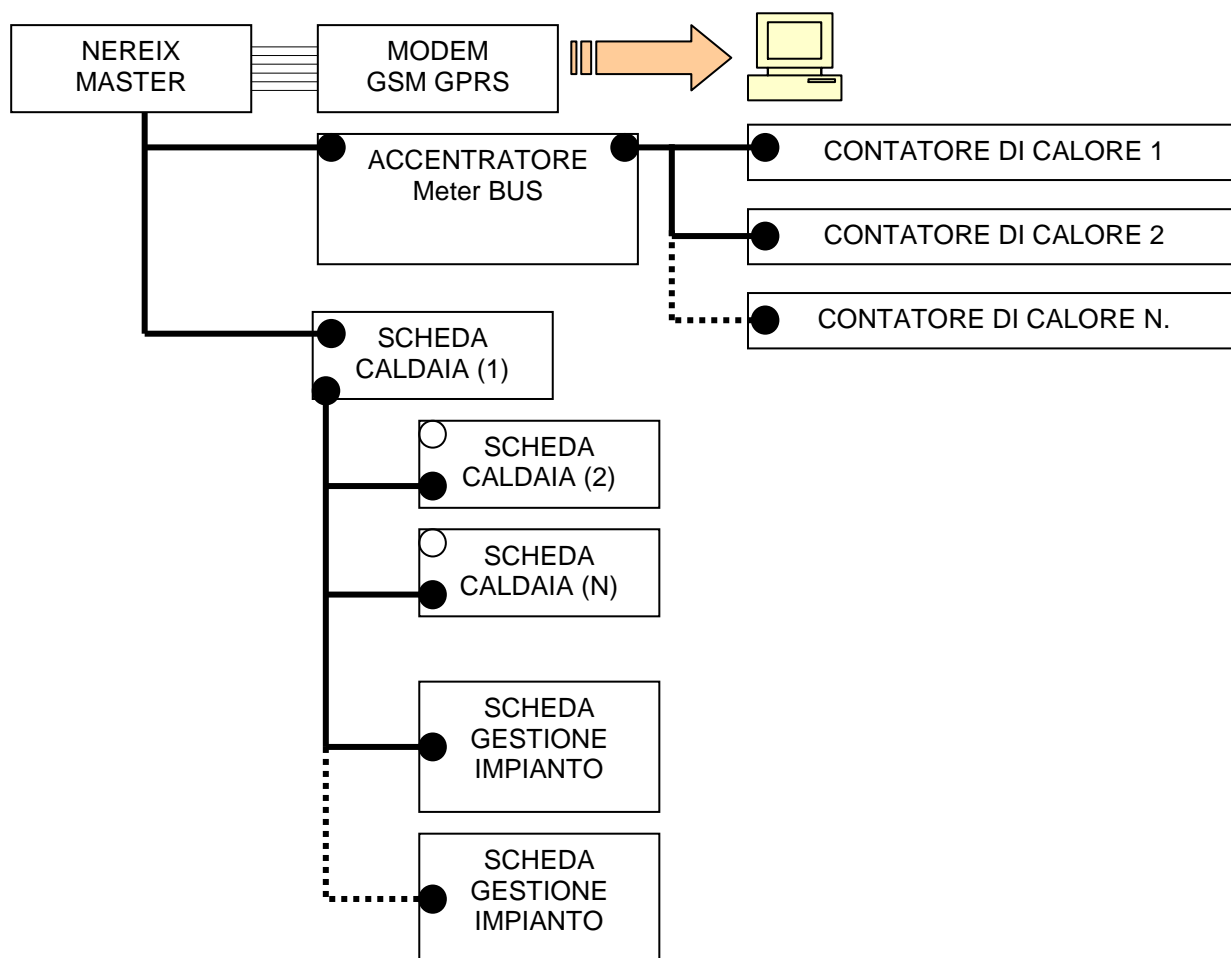 NEREIX
MASTER
MODEM
GSM GPRS
ACCENTRATORE
Meter BUS
CONTATORE DI CALORE 1
CONTATORE DI CALORE 2
CONTATORE DI CALORE N.
SCHEDA
CALDAIA (1)
SCHEDA
CALDAIA (2)
SCHEDA
CALDAIA (N)
SCHEDA
GESTIONE
IMPIANTO
SCHEDA
GESTIONE
IMPIANTO